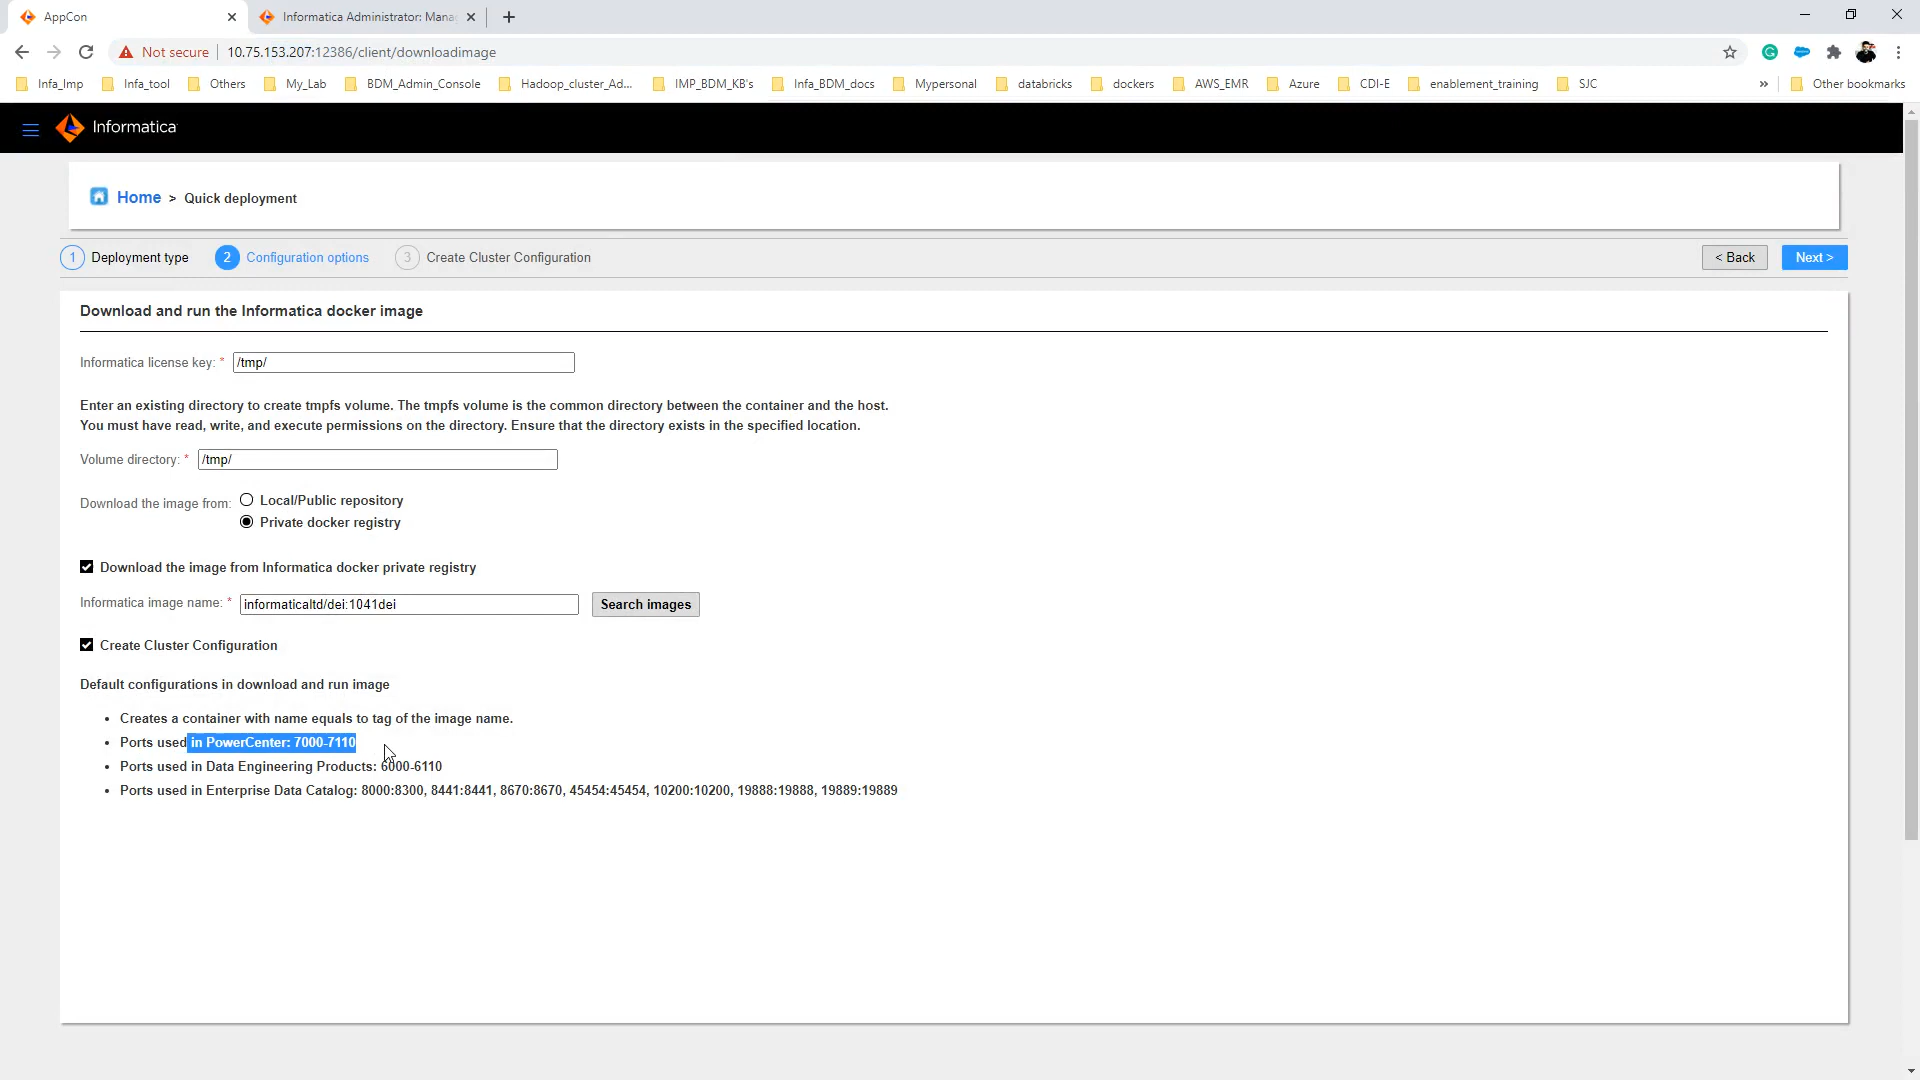 AppCon
Informatica Administrator: Mana
Not secure
10.75.153.207:12386/client/downloadimage
Infa_Imp
Infa_tool
Others
My_Lab
BDM_Admin_Console
Hadoop_cluster_Ad...
IMP_BDM_KB's
Infa_BDM_docs
Mypersonal
databricks
dockers
AWS_EMR
Azure
CDI-E
enablement_training
SJC
»
Other bookmarks
Informatica
Home > Quick deployment
1 Deployment type
2 Configuration options
3 Create Cluster Configuration
< Back
Next >
Download and run the Informatica docker image
Informatica license key: * /tmp/
Enter an existing directory to create tmpfs volume. The tmpfs volume is the common directory between the container and the host.
You must have read, write, and execute permissions on the directory. Ensure that the directory exists in the specified location.
Volume directory: * /tmp/
Download the image from:
Local/Public repository
Private docker registry
Download the image from Informatica docker private registry
Informatica image name: * informaticaltd/dei:1041dei
Search images
Create Cluster Configuration
Default configurations in download and run image
• Creates a container with name equals to tag of the image name.
• Ports used in PowerCenter: 7000-7110
• Ports used in Data Engineering Products: 6000-6110
• Ports used in Enterprise Data Catalog: 8000:8300, 8441:8441, 8670:8670, 45454:45454, 10200:10200, 19888:19888, 19889:19889